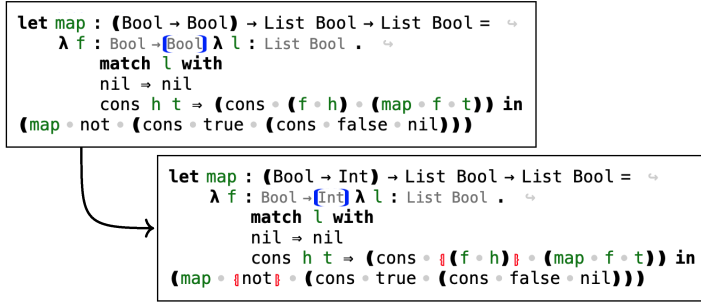 let map : (Bool → Bool) → List Bool → List Bool = ↪
λ f : Bool → [Bool] λ l : List Bool . ↪
match l with
nil ⇒ nil
cons h t ⇒ (cons • (f • h) • (map • f • t)) in
(map • not • (cons • true • (cons • false • nil)))
let map : (Bool → Int) → List Bool → List Bool = ↪
λ f : Bool → [Int] λ l : List Bool . ↪
match l with
nil ⇒ nil
cons h t ⇒ (cons • ⦃(f • h)⦄ • (map • f • t)) in
(map • ⦃not⦄ • (cons • true • (cons • false • nil)))